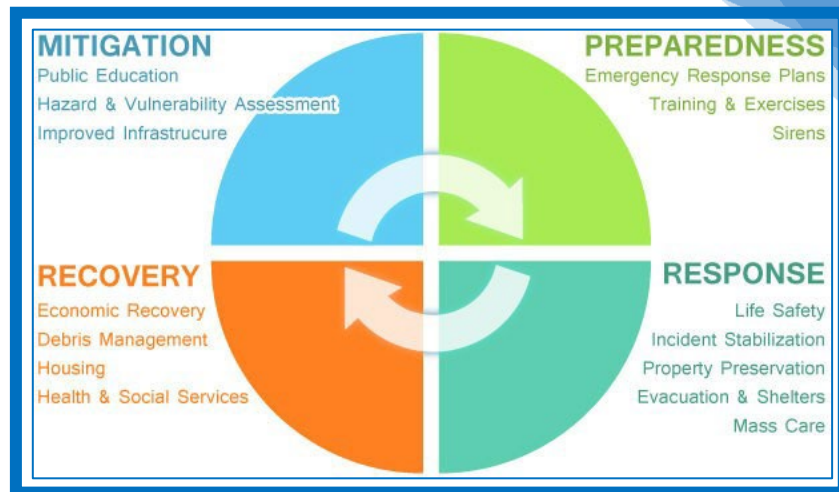 MITIGATION
Public Education
Hazard & Vulnerability Assessment
Improved Infrastrucure
PREPAREDNESS
Emergency Response Plans
Training & Exercises
Sirens
RECOVERY
Economic Recovery
Debris Management
Housing
Health & Social Services
RESPONSE
Life Safety
Incident Stabilization
Property Preservation
Evacuation & Shelters
Mass Care